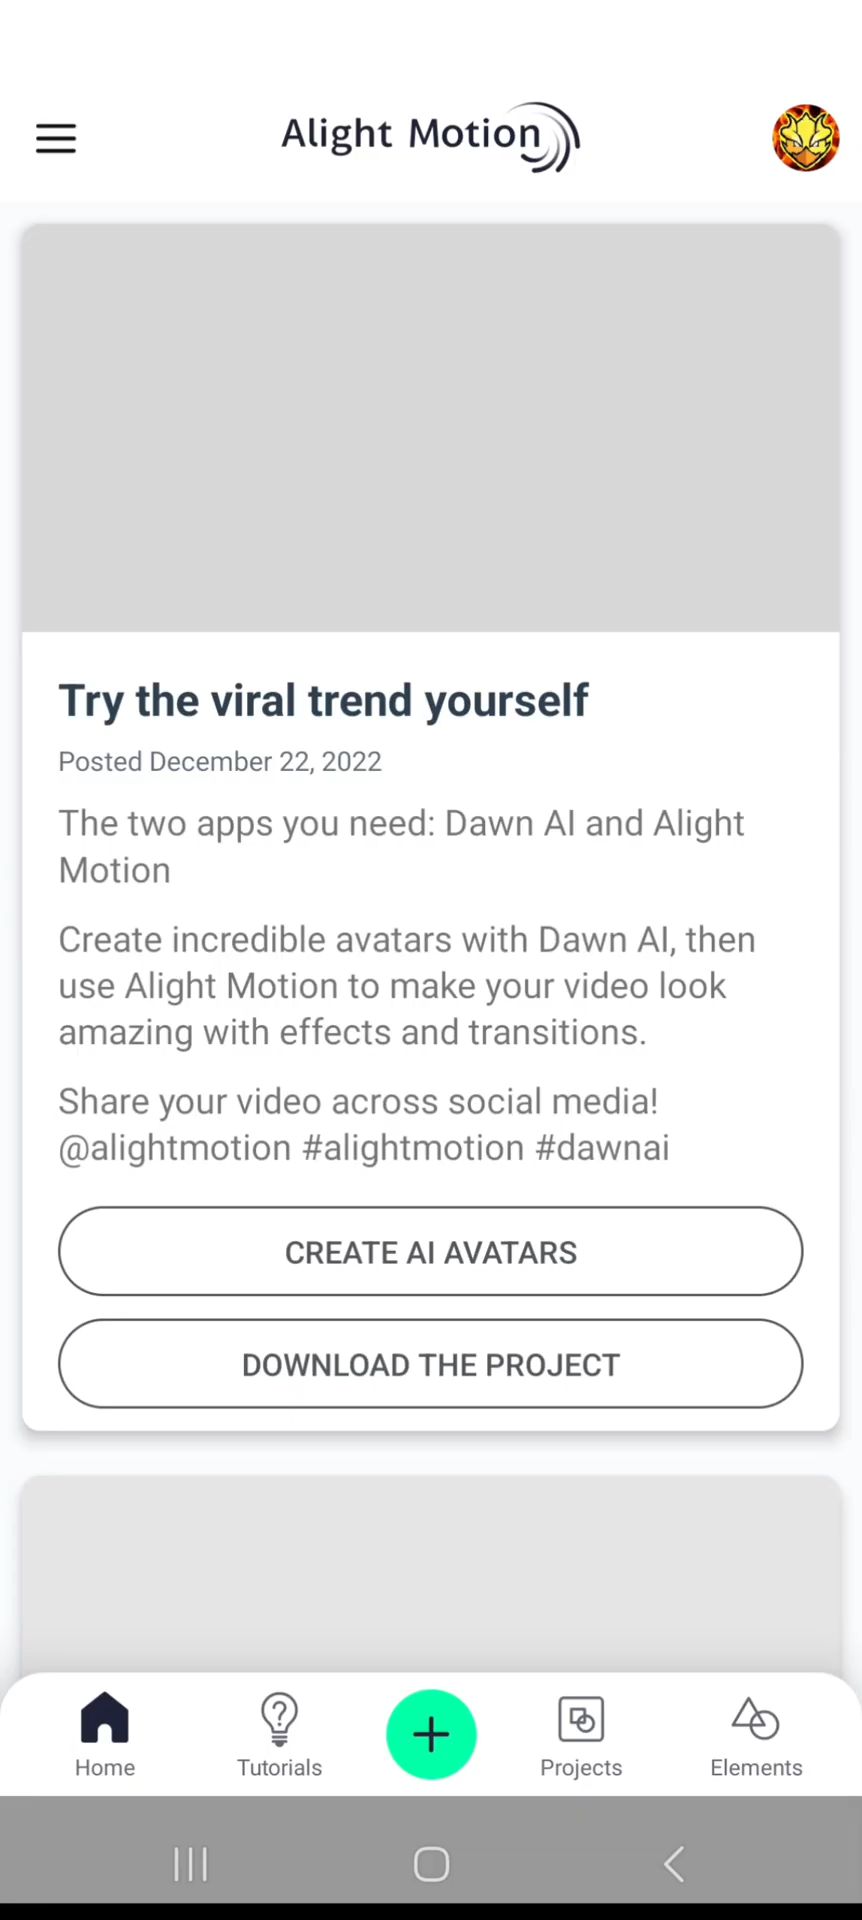 Alight Motion
Try the viral trend yourself
Posted December 22, 2022
The two apps you need: Dawn AI and Alight
Motion
Create incredible avatars with Dawn AI, then
use Alight Motion to make your video look
amazing with effects and transitions.
Share your video across social media!
@alightmotion #alightmotion #dawnai
CREATE AI AVATARS
DOWNLOAD THE PROJECT
Home
Tutorials
Projects
Elements